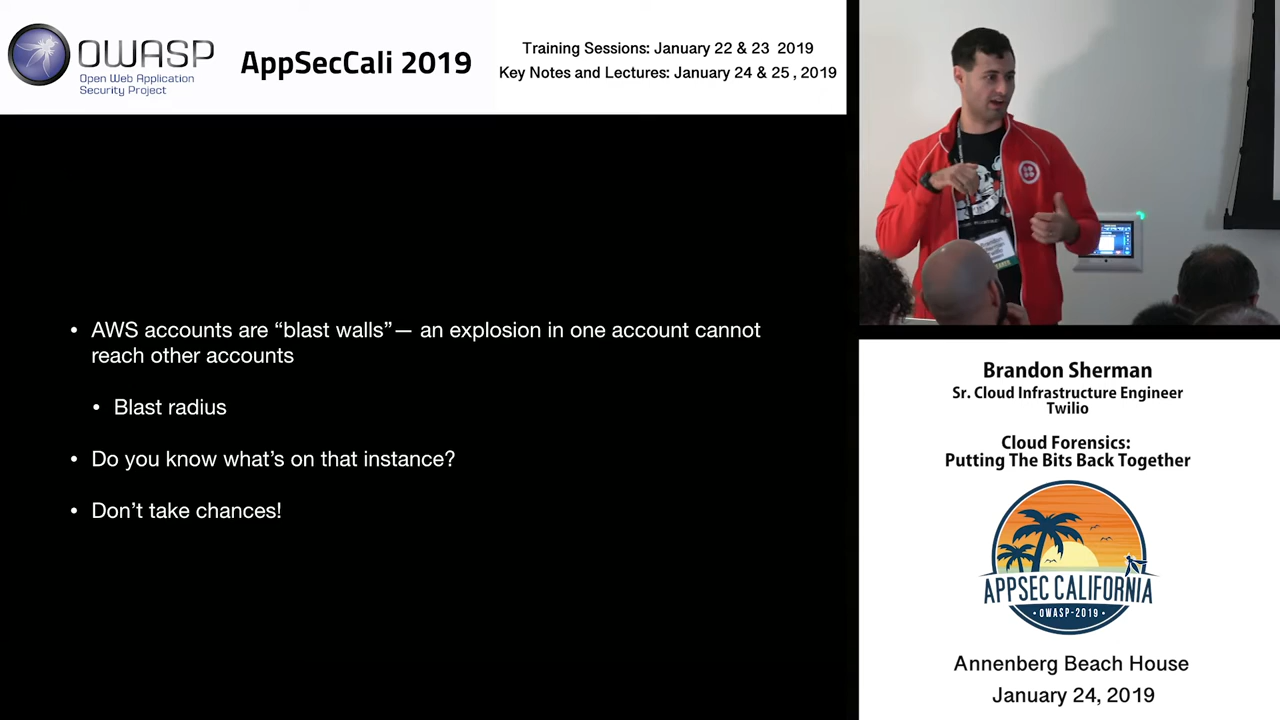 OWASP
Open Web Application
Security Project
AppSecCali 2019
Training Sessions: January 22 & 23 2019
Key Notes and Lectures: January 24 & 25 , 2019
• AWS accounts are “blast walls”— an explosion in one account cannot
reach other accounts
• Blast radius
• Do you know what’s on that instance?
• Don’t take chances!
Brandon Sherman
Sr. Cloud Infrastructure Engineer
Twilio
Cloud Forensics:
Putting The Bits Back Together
APPSEC CALIFORNIA
• OWASP-2019 •
Annenberg Beach House
January 24, 2019